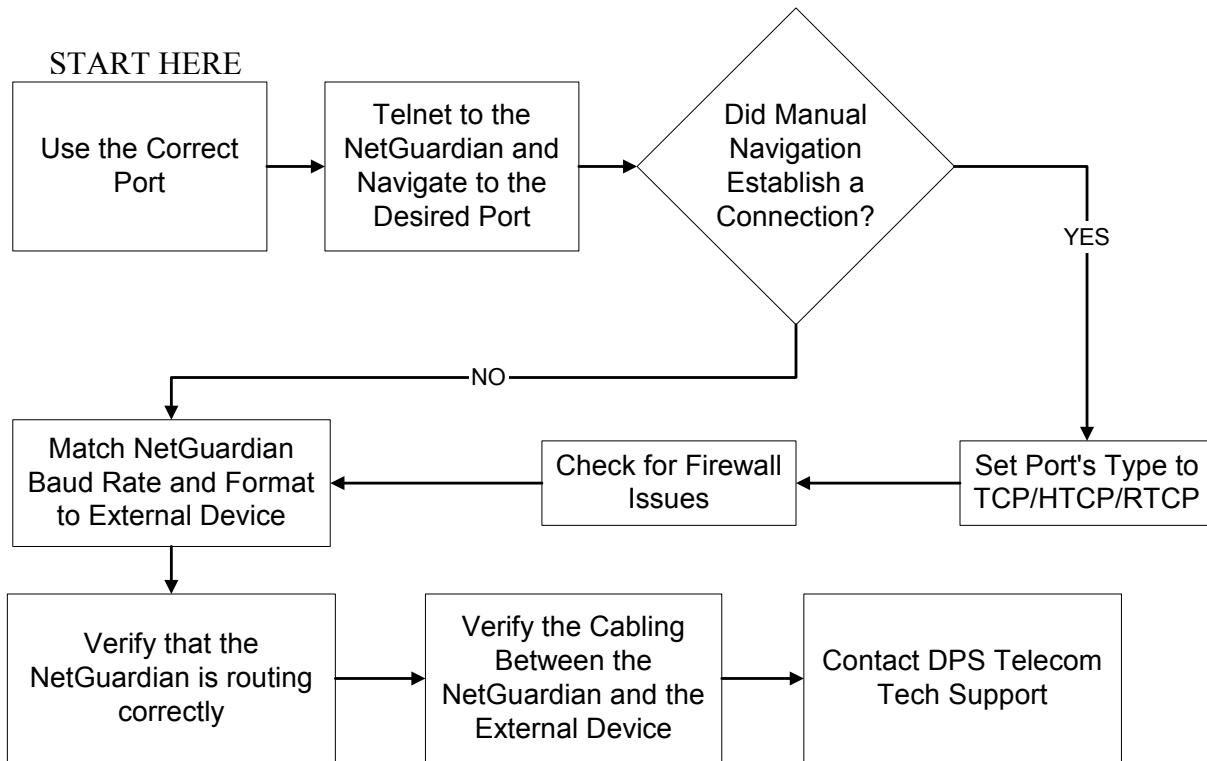 START HERE
Use the Correct
Port
Telnet to the
NetGuardian and
Navigate to the
Desired Port
Did Manual
Navigation
Establish a
Connection?
YES
NO
Match NetGuardian
Baud Rate and Format
to External Device
Check for Firewall
Issues
Set Port's Type to
TCP/HTCP/RTCP
Verify that the
NetGuardian is routing
correctly
Verify the Cabling
Between the
NetGuardian and the
External Device
Contact DPS Telecom
Tech Support